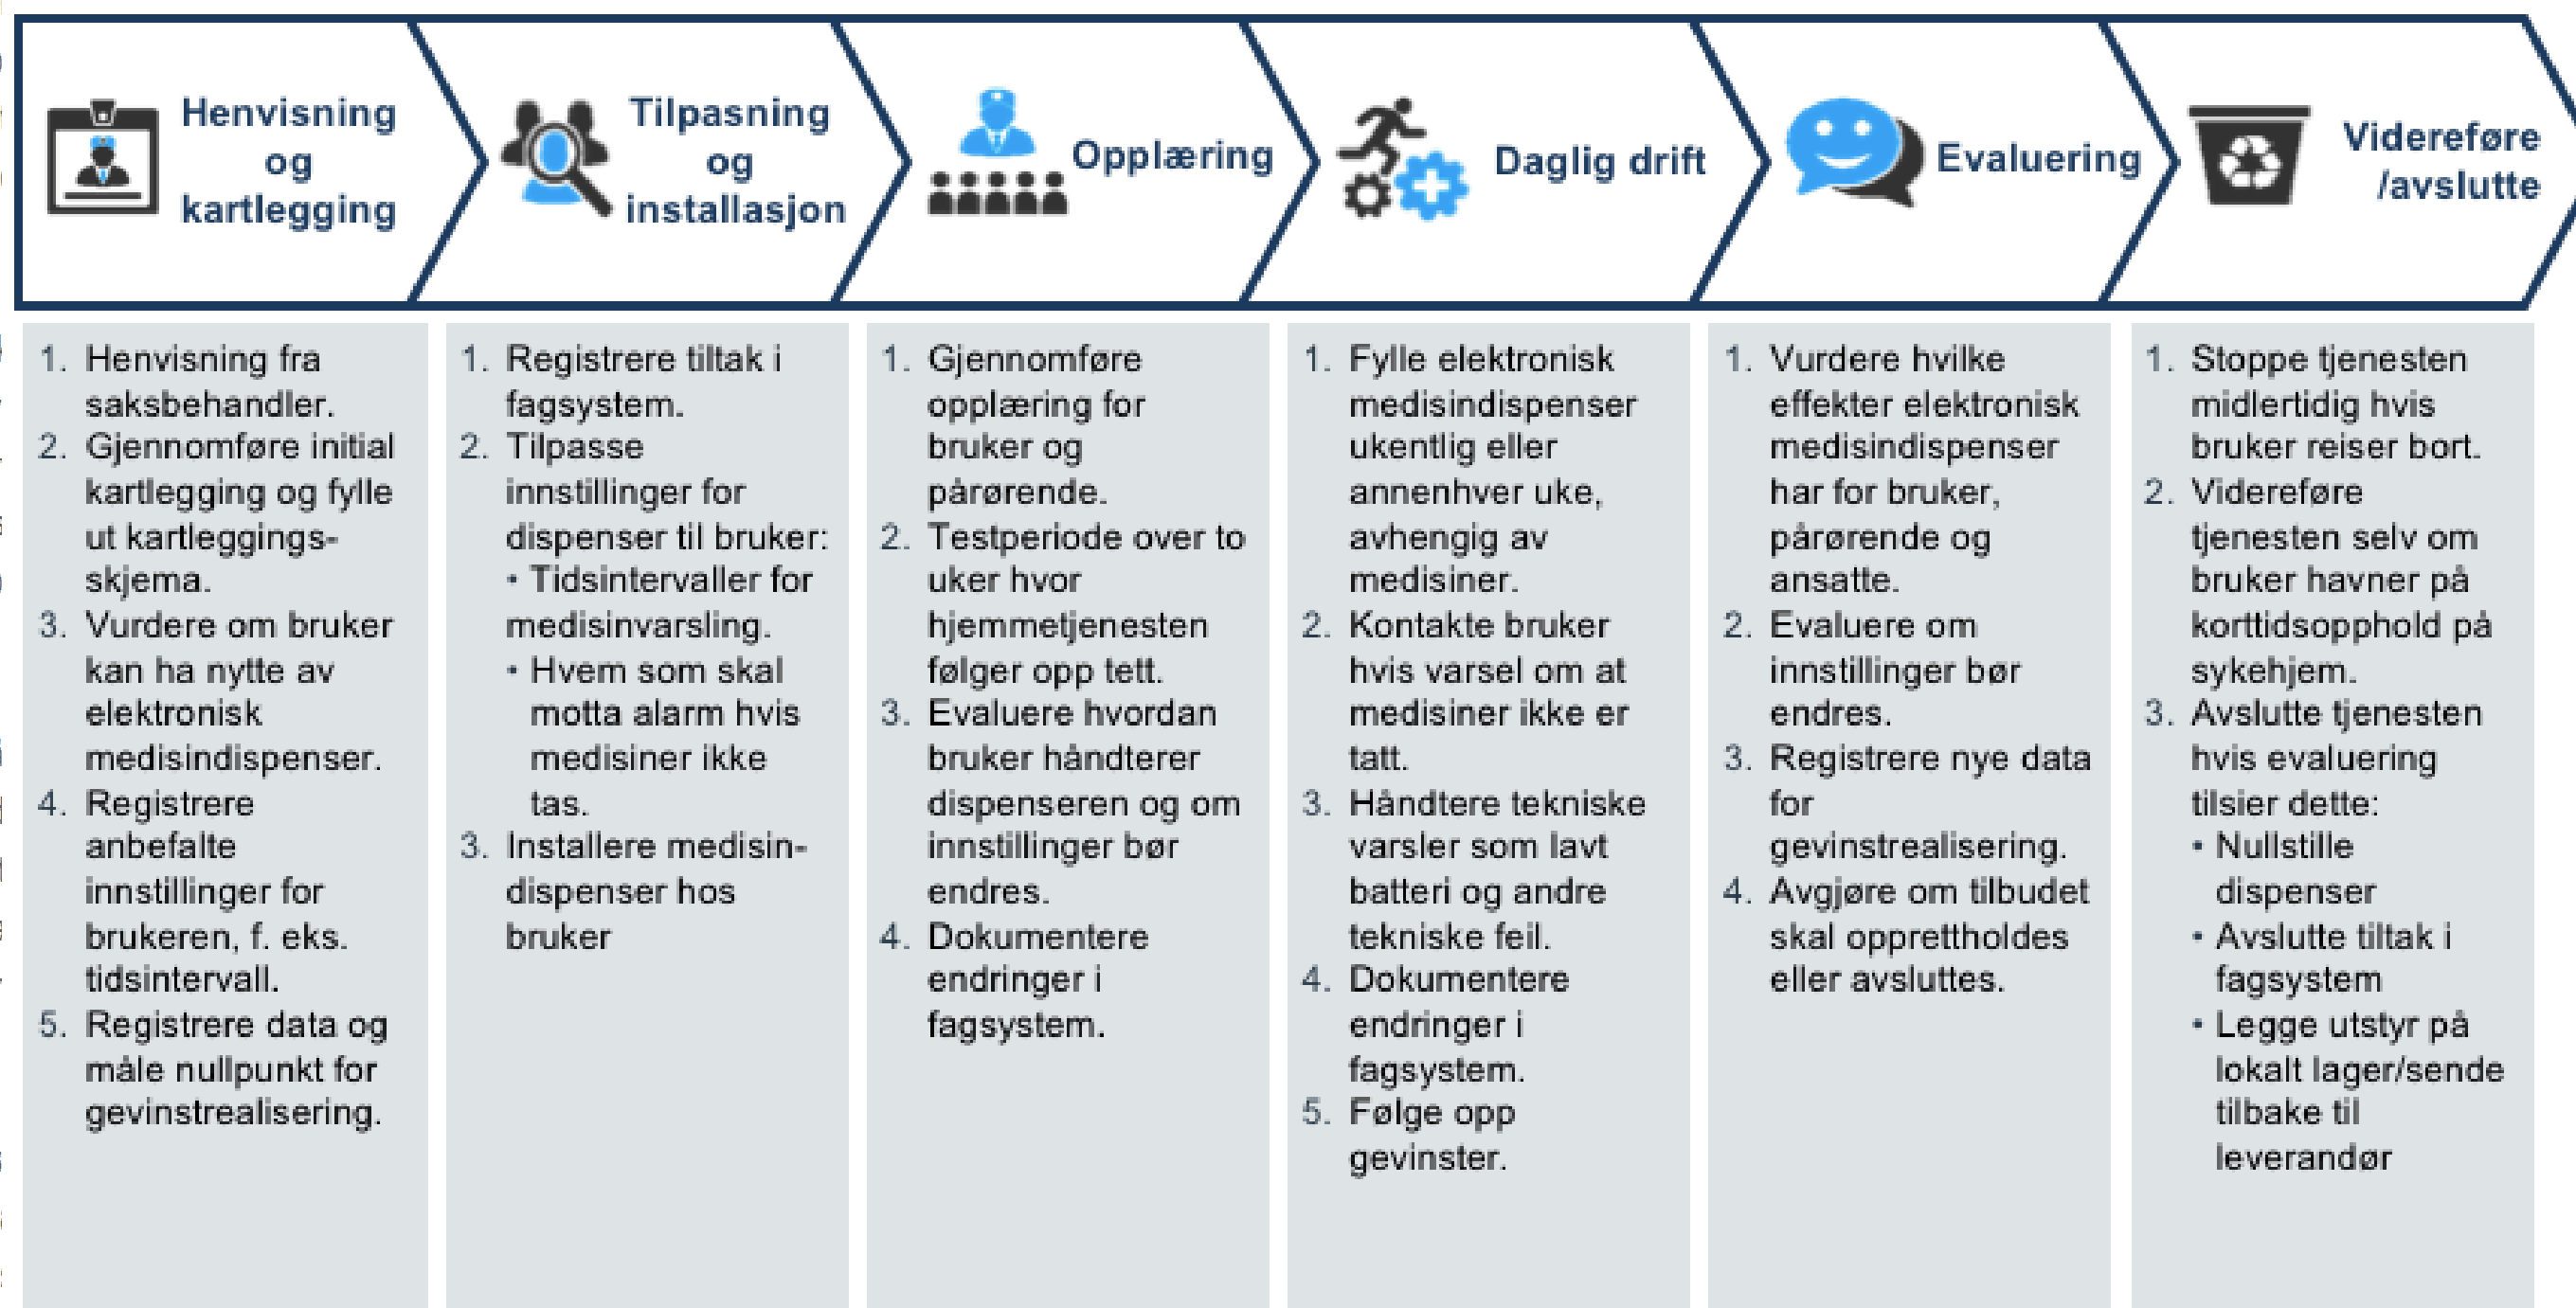 Henvisning
og
kartlegging
Tilpasning
og
installasjon
Opplæring
Daglig drift
Evaluering
Videreføre
/avslutte
1. Henvisning fra
saksbehandler.
2. Gjennomføre initial
kartlegging og fylle
ut kartleggings-
skjema.
3. Vurdere om bruker
kan ha nytte av
elektronisk
medisindispenser.
4. Registrere
anbefalte
innstillinger for
brukeren, f. eks.
tidsintervall.
5. Registrere data og
måle nullpunkt for
gevinstrealisering.
1. Registrere tiltak i
fagsystem.
2. Tilpasse
innstillinger for
dispenser til bruker:
• Tidsintervaller for
medisinvarsling.
• Hvem som skal
motta alarm hvis
medisiner ikke
tas.
3. Installere medisin-
dispenser hos
bruker
1. Gjennomføre
opplæring for
bruker og
pårørende.
2. Testperiode over to
uker hvor
hjemmetjenesten
følger opp tett.
3. Evaluere hvordan
bruker håndterer
dispenseren og om
innstillinger bør
endres.
4. Dokumentere
endringer i
fagsystem.
1. Fylle elektronisk
medisindispenser
ukentlig eller
annenhver uke,
avhengig av
medisiner.
2. Kontakte bruker
hvis varsel om at
medisiner ikke er
tatt.
3. Håndtere tekniske
varsler som lavt
batteri og andre
tekniske feil.
4. Dokumentere
endringer i
fagsystem.
5. Følge opp
gevinster.
1. Vurdere hvilke
effekter elektronisk
medisindispenser
har for bruker,
pårørende og
ansatte.
2. Evaluere om
innstillinger bør
endres.
3. Registrere nye data
for
gevinstrealisering.
4. Avgjøre om tilbudet
skal opprettholdes
eller avsluttes.
1. Stoppe tjenesten
midlertidig hvis
bruker reiser bort.
2. Videreføre
tjenesten selv om
bruker havner på
korttidsopphold på
sykehjem.
3. Avslutte tjenesten
hvis evaluering
tilsier dette:
• Nullstille
dispenser
• Avslutte tiltak i
fagsystem
• Legge utstyr på
lokalt lager/sende
tilbake til
leverandør